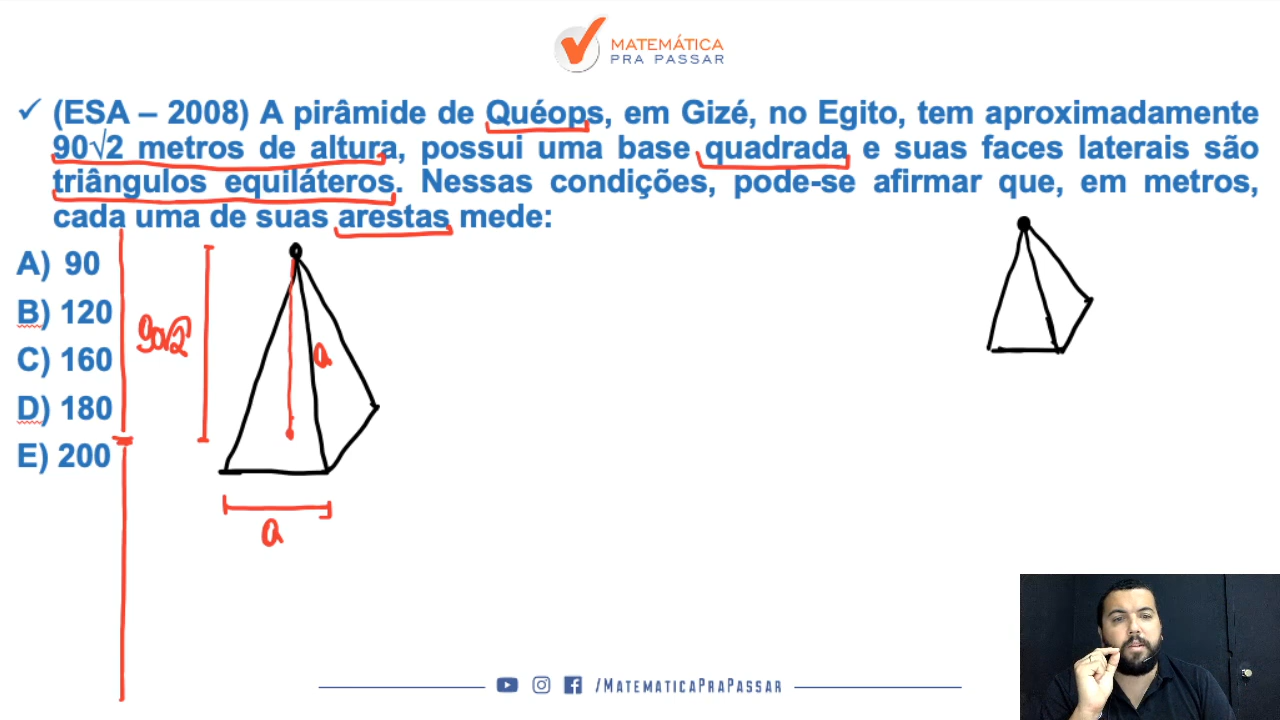 MATEMÁTICA
PRA PASSAR
✓ (ESA – 2008) A pirâmide de Quéops, em Gizé, no Egito, tem aproximadamente
90√2 metros de altura, possui uma base quadrada e suas faces laterais são
triângulos equiláteros. Nessas condições, pode-se afirmar que, em metros,
cada uma de suas arestas mede:
A) 90
B) 120
C) 160
D) 180
E) 200
90√2
a
a
/MATEMATICAPRAPASSAR